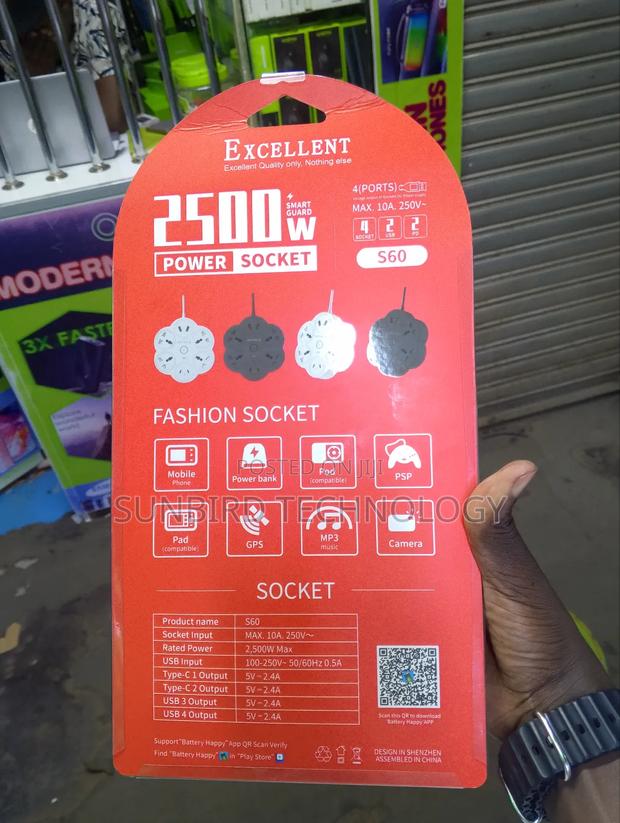 EXCELLENT
Excellent Quality only, Nothing else
2500W
SMART
GUARD
POWER SOCKET
4(PORTS)
MAX. 10A. 250V~
4 SOCKET
2 USB
2 PD
S60
FASHION SOCKET
Mobile
Phone
Power bank
Pod
(compatible)
PSP
POSTED ON JIJI
SUNBIRD TECHNOLOGY
Pad
(compatible)
GPS
MP3
music
Camera
SOCKET
Product name S60
Socket Input MAX. 10A. 250V~
Rated Power 2,500W Max
USB Input 100-250V~ 50/60Hz 0.5A
Type-C 1 Output 5V⎓2.4A
Type-C 2 Output 5V⎓2.4A
USB 3 Output 5V⎓2.4A
USB 4 Output 5V⎓2.4A
Scan this QR to download
"Battery Happy"APP
Support"Battery Happy"App QR Scan Verify
Find "Battery Happy" in "Play Store"
DESIGN IN SHENZHEN
ASSEMBLED IN CHINA
MODERN
3X FASTE
ONES